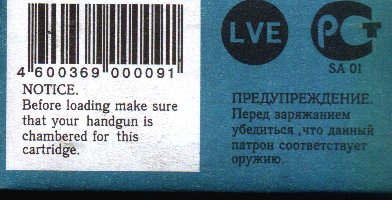 LVE
РСТ
SA 01
4 600369 000091
NOTICE.
Before loading make sure
that your handgun is
chambered for this
cartridge.
ПРЕДУПРЕЖДЕНИЕ.
Перед заряжанием
убедиться ,что данный
патрон соответствует
оружию.